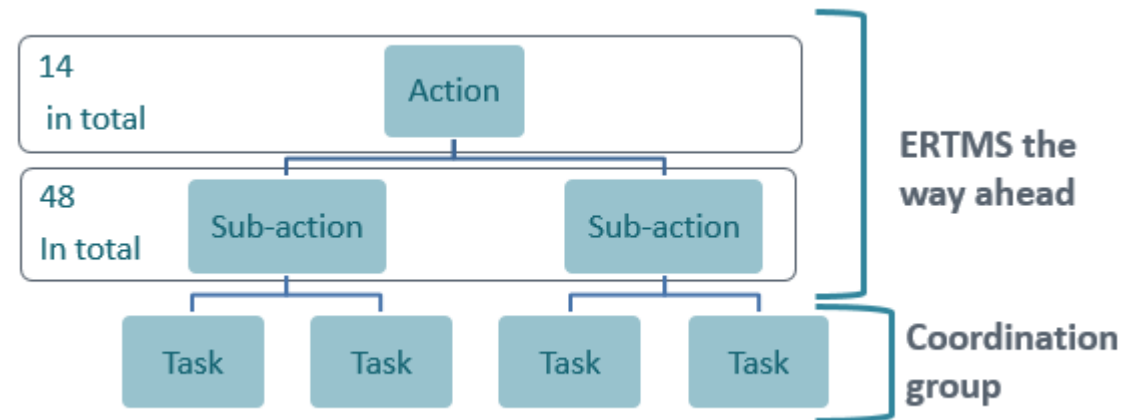 14
in total
Action
ERTMS the
way ahead
48
In total
Sub-action
Sub-action
Task
Task
Task
Task
Coordination
group